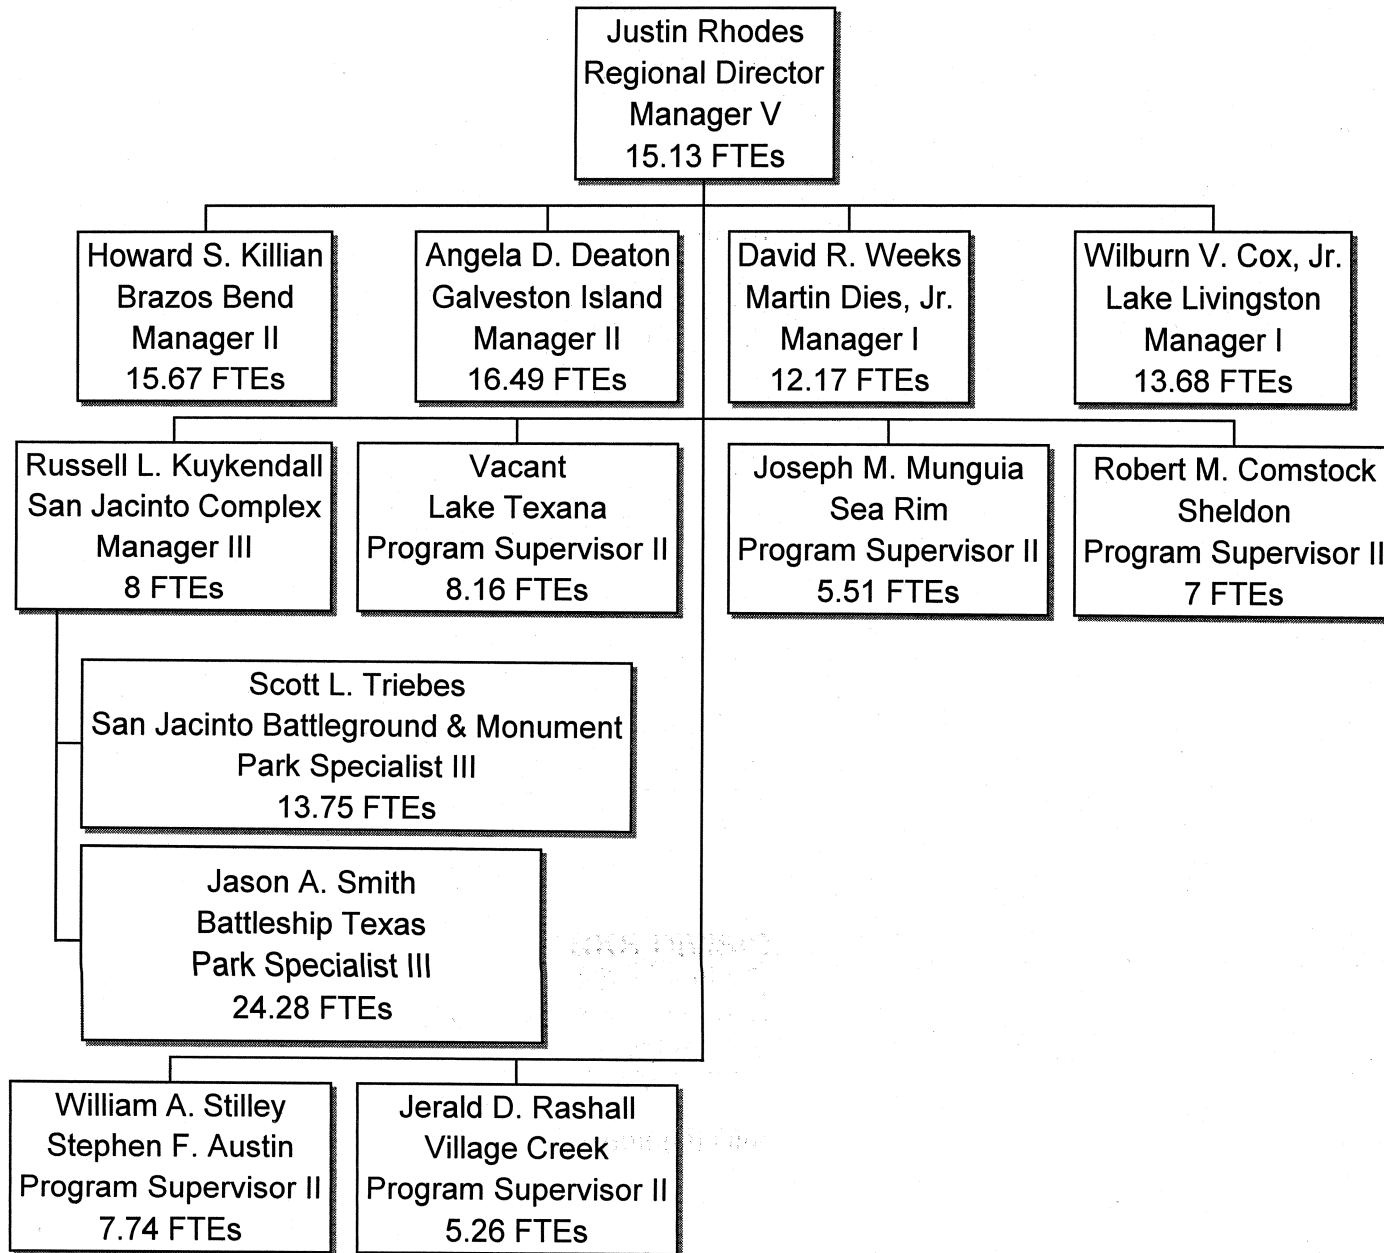 Justin Rhodes
Regional Director
Manager V
15.13 FTEs
Howard S. Killian
Brazos Bend
Manager II
15.67 FTEs
Angela D. Deaton
Galveston Island
Manager II
16.49 FTEs
David R. Weeks
Martin Dies, Jr.
Manager I
12.17 FTEs
Wilburn V. Cox, Jr.
Lake Livingston
Manager I
13.68 FTEs
Russell L. Kuykendall
San Jacinto Complex
Manager III
8 FTEs
Vacant
Lake Texana
Program Supervisor II
8.16 FTEs
Joseph M. Munguia
Sea Rim
Program Supervisor II
5.51 FTEs
Robert M. Comstock
Sheldon
Program Supervisor II
7 FTEs
Scott L. Triebes
San Jacinto Battleground & Monument
Park Specialist III
13.75 FTEs
Jason A. Smith
Battleship Texas
Park Specialist III
24.28 FTEs
William A. Stilley
Stephen F. Austin
Program Supervisor II
7.74 FTEs
Jerald D. Rashall
Village Creek
Program Supervisor II
5.26 FTEs